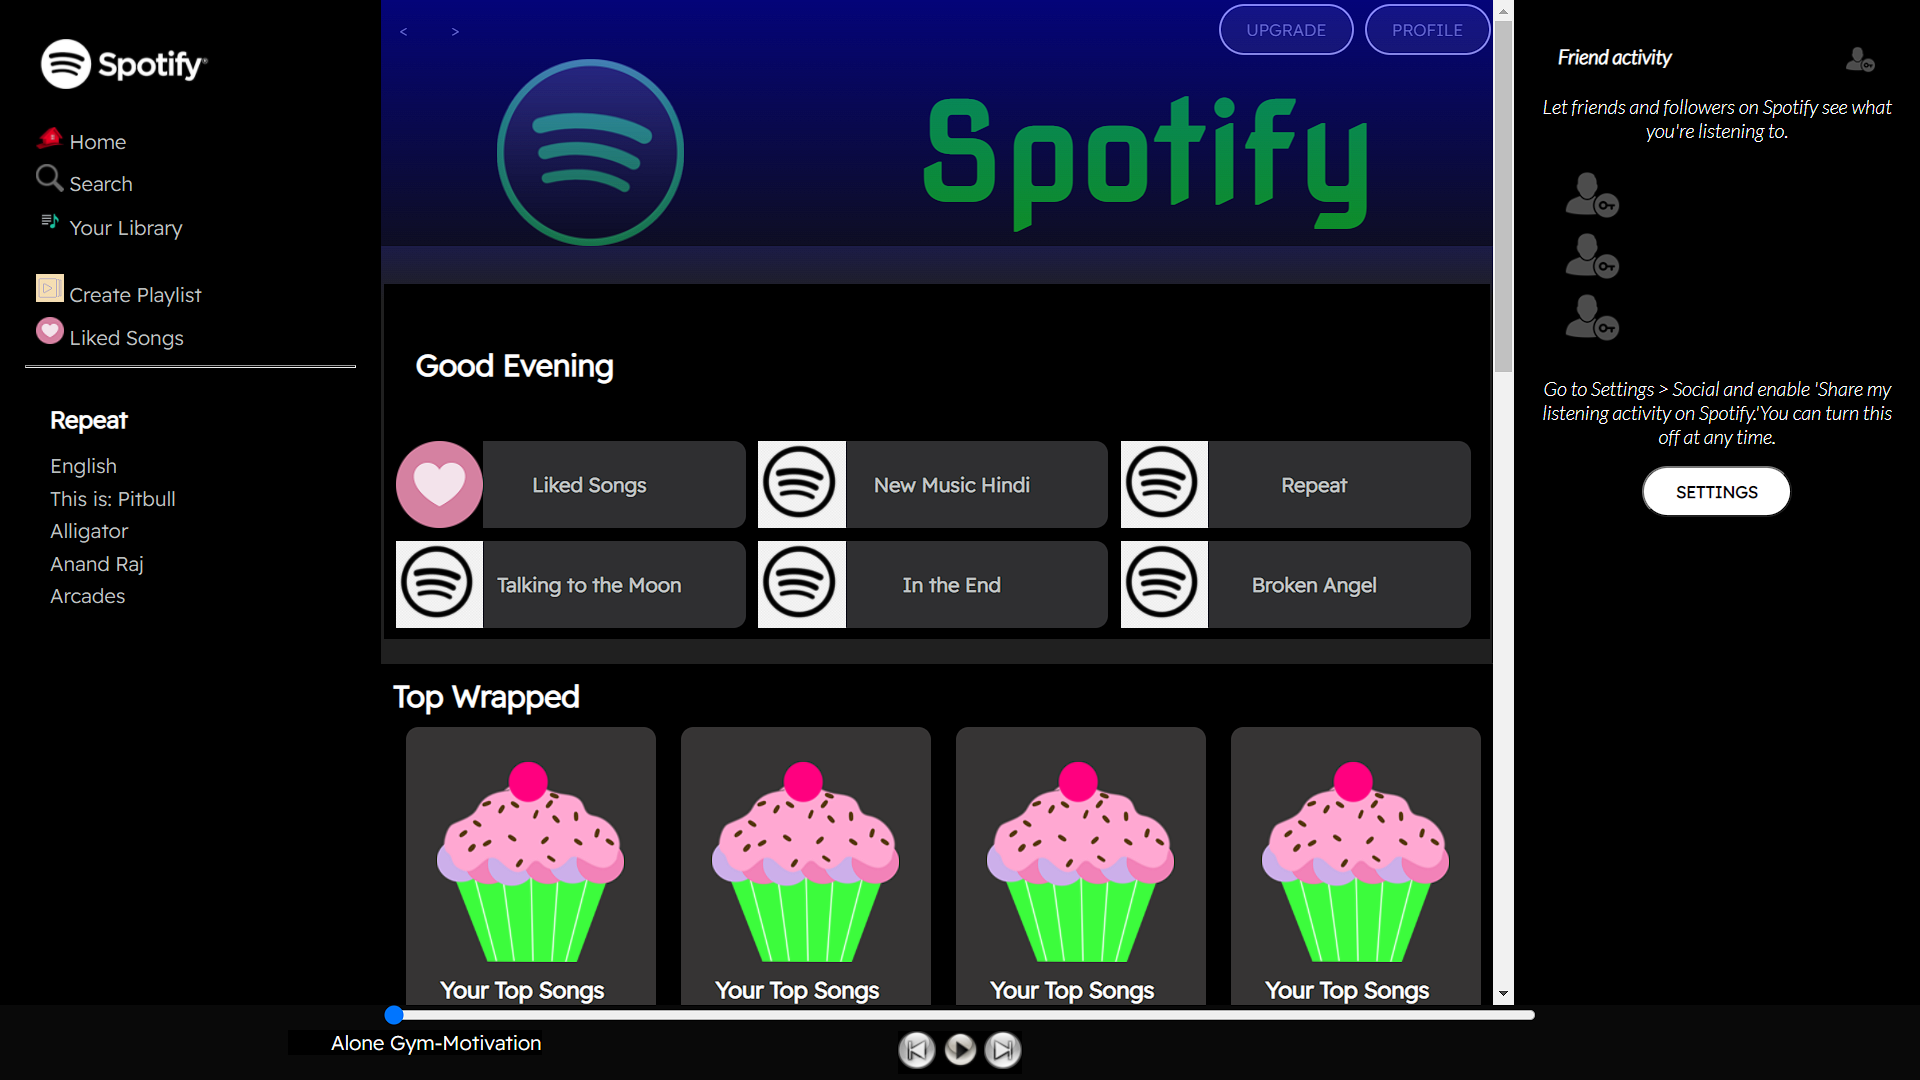 Spotify
Home
Search
Your Library
Create Playlist
Liked Songs
Repeat
English
This is: Pitbull
Alligator
Anand Raj
Arcades
< >
UPGRADE
PROFILE
Spotify
Good Evening
Liked Songs
New Music Hindi
Repeat
Talking to the Moon
In the End
Broken Angel
Top Wrapped
Your Top Songs
Your Top Songs
Your Top Songs
Your Top Songs
Friend activity
Let friends and followers on Spotify see what
you're listening to.
Go to Settings > Social and enable 'Share my
listening activity on Spotify.'You can turn this
off at any time.
SETTINGS
Alone Gym-Motivation